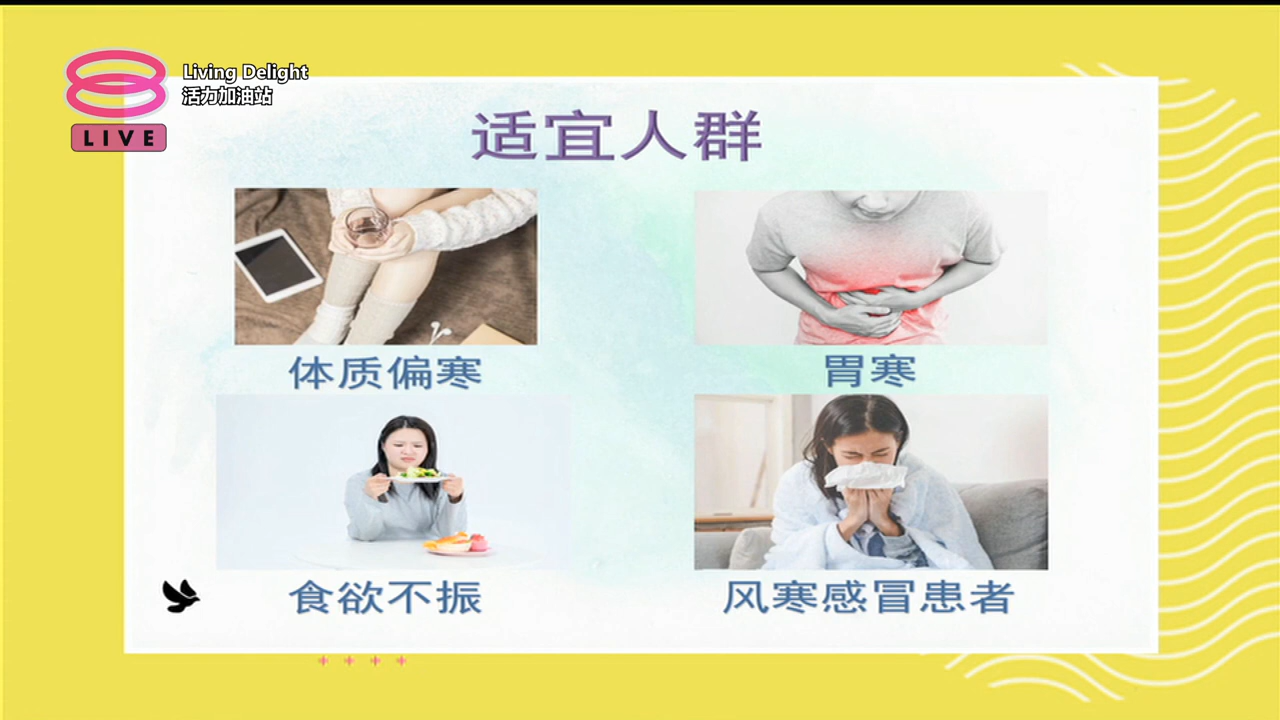 Living Delight
活力加油站
LIVE
适宜人群
体质偏寒
胃寒
食欲不振
风寒感冒患者